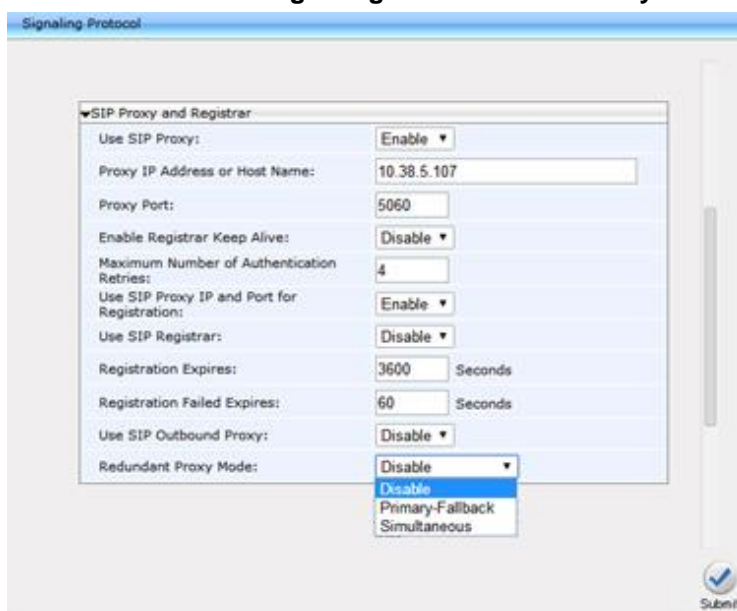 Signaling Protocol
SIP Proxy and Registrar
Use SIP Proxy: Enable
Proxy IP Address or Host Name: 10.38.5.107
Proxy Port: 5060
Enable Registrar Keep Alive: Disable
Maximum Number of Authentication
Retries: 4
Use SIP Proxy IP and Port for
Registration: Enable
Use SIP Registrar: Disable
Registration Expires: 3600 Seconds
Registration Failed Expires: 60 Seconds
Use SIP Outbound Proxy: Disable
Redundant Proxy Mode: Disable
Disable
Primary-Fallback
Simultaneous
Submit